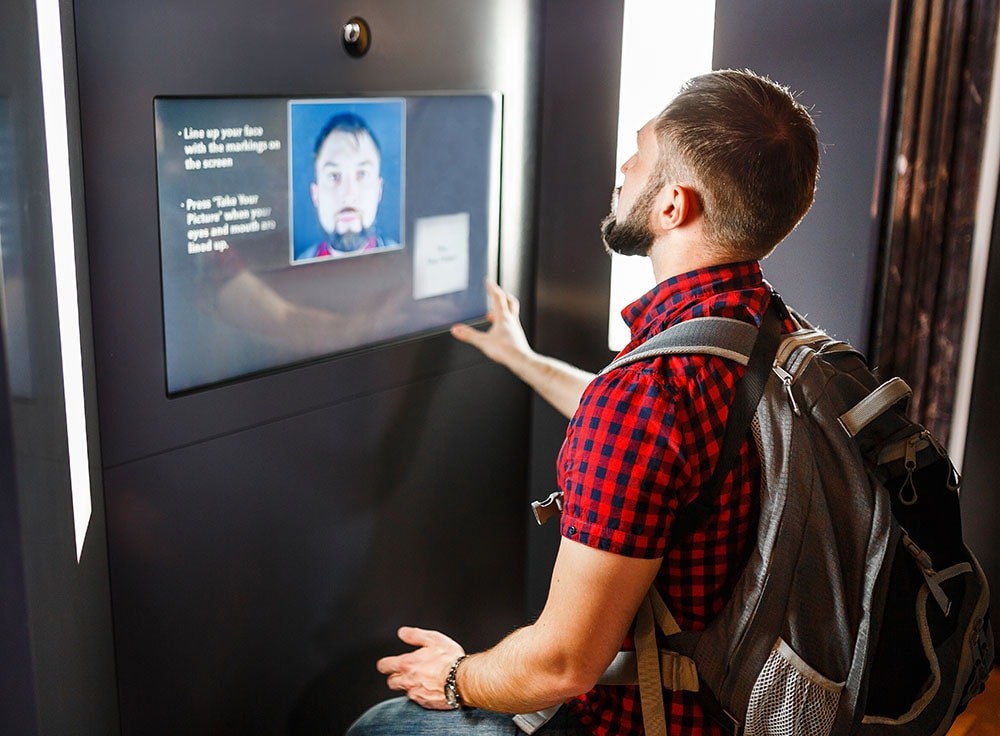 · Line up your face
with the markings on
the screen
· Press 'Take Your
Picture' when your
eyes and mouth are
lined up.